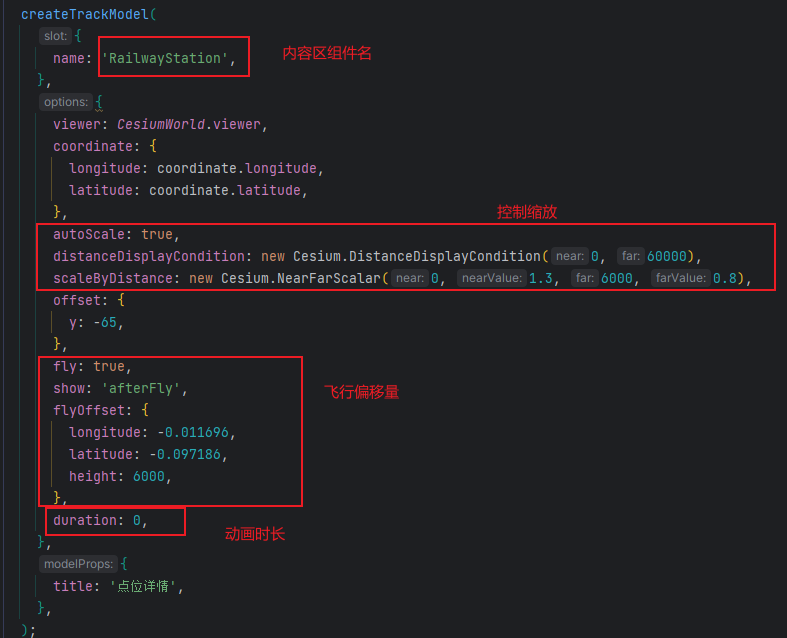 createTrackModel(
slot: {
name: 'RailwayStation',
内容区组件名
},
options: {
viewer: CesiumWorld.viewer,
coordinate: {
longitude: coordinate.longitude,
latitude: coordinate.latitude,
},
控制缩放
autoScale: true,
distanceDisplayCondition: new Cesium.DistanceDisplayCondition( near: 0, far: 60000),
scaleByDistance: new Cesium.NearFarScalar( near: 0, nearValue: 1.3, far: 6000, farValue: 0.8),
offset: {
y: -65,
},
fly: true,
show: 'afterFly',
飞行偏移量
flyOffset: {
longitude: -0.011696,
latitude: -0.097186,
height: 6000,
},
duration: 0,
动画时长
},
modelProps: {
title: '点位详情',
},
);